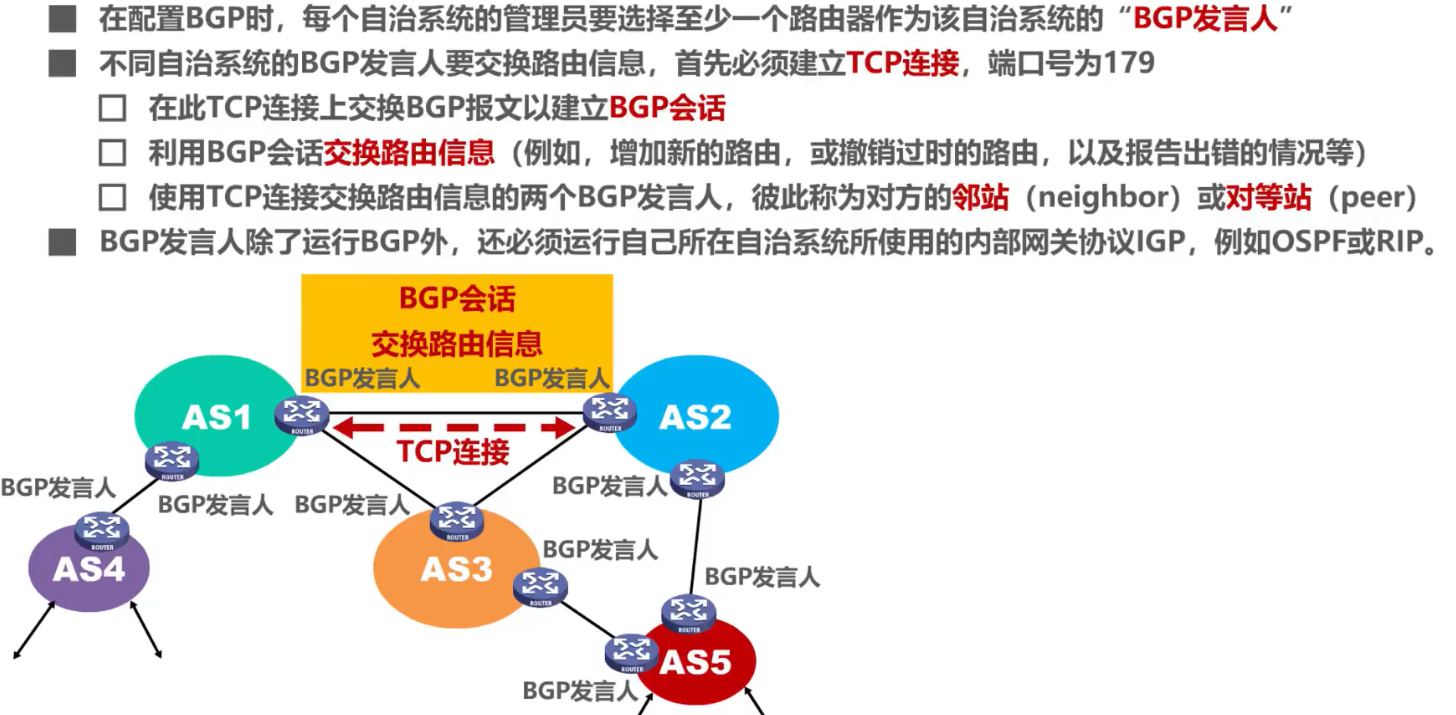 在配置BGP时，每个自治系统的管理员要选择至少一个路由器作为该自治系统的“BGP发言人”
不同自治系统的BGP发言人要交换路由信息，首先必须建立TCP连接，端口号为179
在此TCP连接上交换BGP报文以建立BGP会话
利用BGP会话交换路由信息（例如，增加新的路由，或撤销过时的路由，以及报告出错的情况等）
使用TCP连接交换路由信息的两个BGP发言人，彼此称为对方的邻站（neighbor）或对等站（peer）
BGP发言人除了运行BGP外，还必须运行自己所在自治系统所使用的内部网关协议IGP，例如OSPF或RIP。
BGP会话
交换路由信息
BGP发言人
BGP发言人
AS1
ROUTER
ROUTER
AS2
TCP连接
ROUTER
BGP发言人
BGP发言人
BGP发言人
BGP发言人
ROUTER
ROUTER
ROUTER
AS4
AS3
BGP发言人
BGP发言人
ROUTER
ROUTER
ROUTER
AS5
BGP发言人